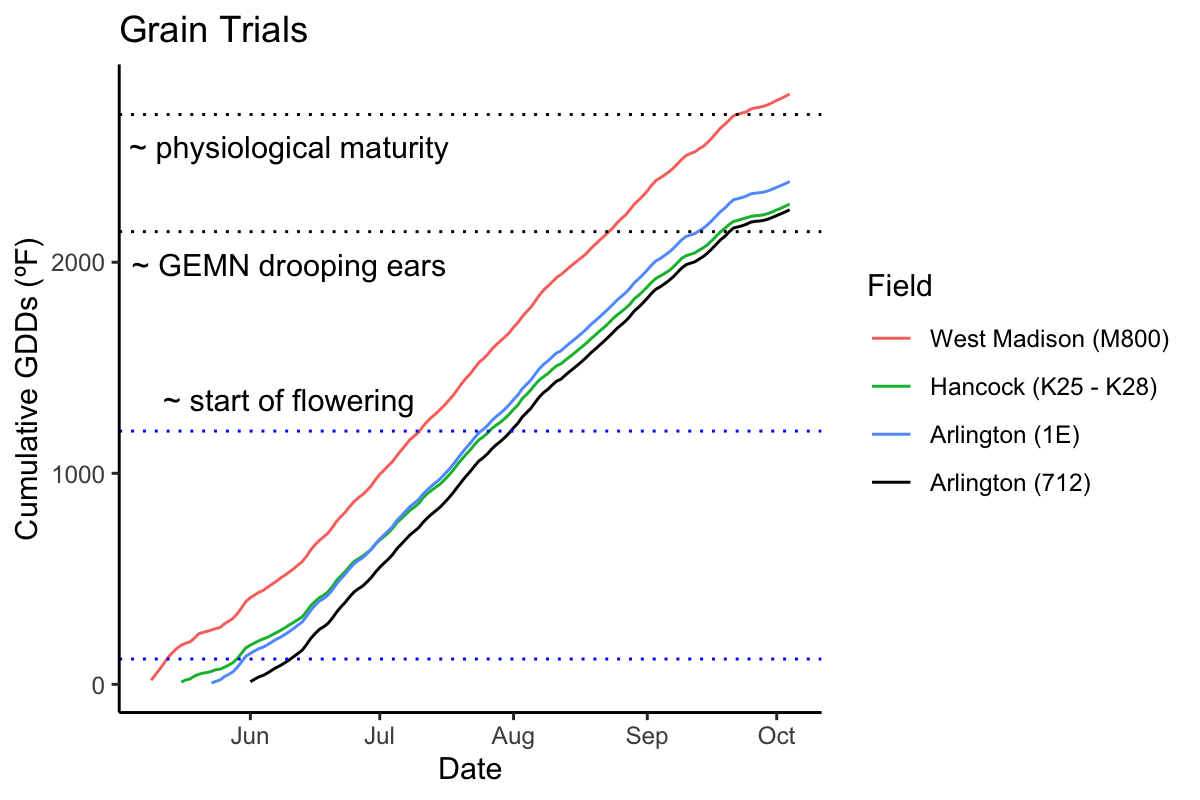 Grain Trials
~ physiological maturity
~ GEMN drooping ears
~ start of flowering
Cumulative GDDs (ºF)
2000
1000
0
Jun Jul Aug Sep Oct
Date
Field
West Madison (M800)
Hancock (K25 - K28)
Arlington (1E)
Arlington (712)